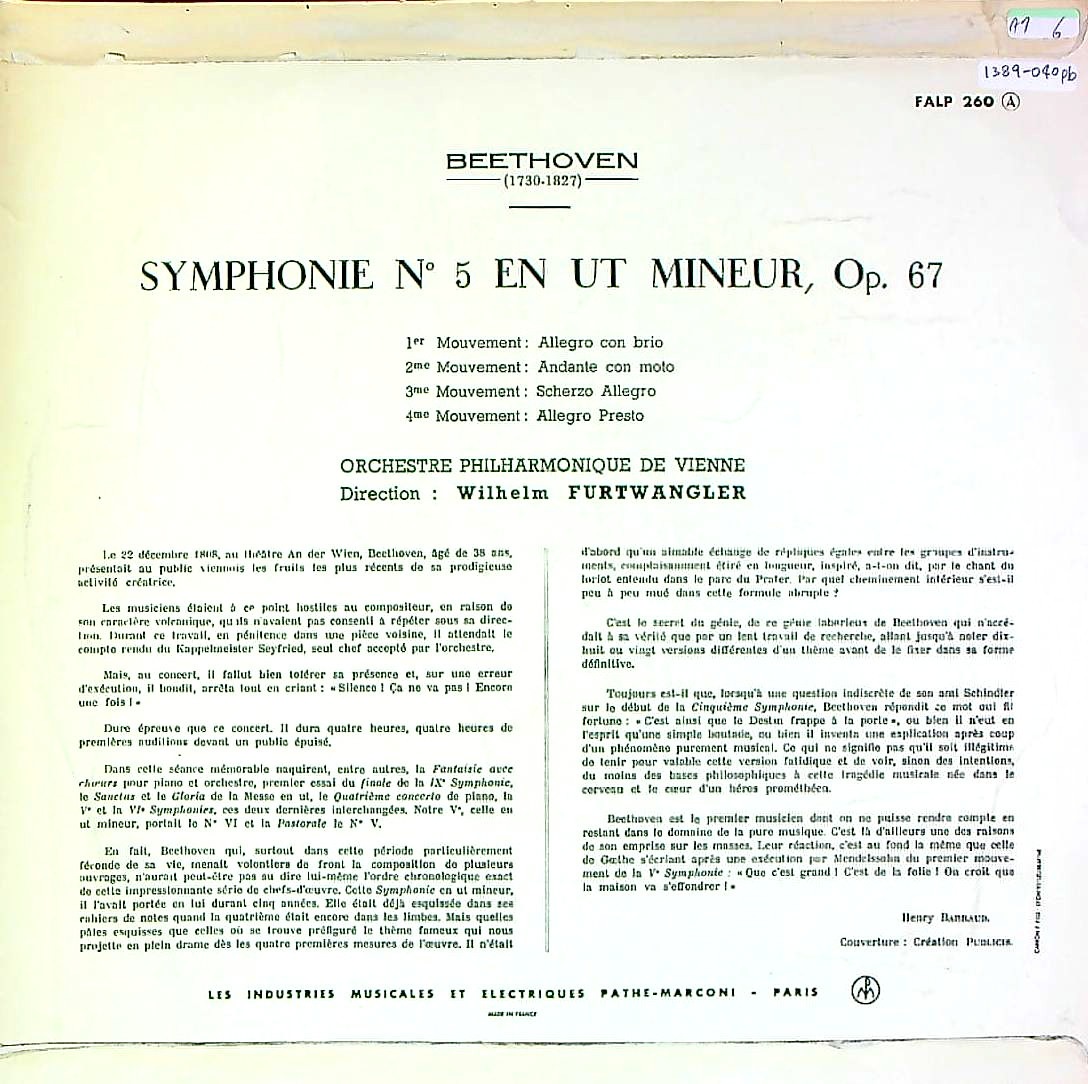 A1 6
1389-040pb
FALP 260 Ⓐ
BEETHOVEN
(1730-1827)
SYMPHONIE N° 5 EN UT MINEUR, Op. 67
1er Mouvement : Allegro con brio
2me Mouvement : Andante con moto
3me Mouvement : Scherzo Allegro
4me Mouvement : Allegro Presto
ORCHESTRE PHILHARMONIQUE DE VIENNE
Direction : Wilhelm FURTWANGLER
Le 22 décembre 1808, au théâtre An der Wien, Beethoven, âgé de 38 ans,
présentait au public viennois les fruits les plus récents de sa prodigieuse
activité créatrice.
Les musiciens étaient à ce point hostiles au compositeur, en raison de
son caractère volcanique, qu'ils n'avaient pas consenti à répéter sous sa direc-
tion. Durant ce travail, en pénitence dans une pièce voisine, il attendait le
compte rendu du Kappelmeister Seyfried, seul chef accepté par l'orchestre.
Mais, au concert, il fallut bien tolérer sa présence et, sur une erreur
d'exécution, il bondit, arrêta tout en criant : « Silence ! Ça ne va pas ! Encore
une fois ! »
Dure épreuve que ce concert. Il dura quatre heures, quatre heures de
premières auditions devant un public épuisé.
Dans cette séance mémorable naquirent, entre autres, la Fantaisie avec
chœurs pour piano et orchestre, premier essai du finale de la IXe Symphonie,
le Sanctus et le Gloria de la Messe en ut, le Quatrième concerto de piano, la
Ve et la VIe Symphonies, ces deux dernières interchangées. Notre Ve, celle en
ut mineur, portait le N° VI et la Pastorale le N° V.
En fait, Beethoven qui, surtout dans cette période particulièrement
féconde de sa vie, menait volontiers de front la composition de plusieurs
ouvrages, n'aurait peut-être pas su dire lui-même l'ordre chronologique exact
de cette impressionnante série de chefs-d'œuvre. Cette Symphonie en ut mineur,
il l'avait portée en lui durant cinq années. Elle était déjà esquissée dans ses
cahiers de notes quand la quatrième était encore dans les limbes. Mais quelles
pâles esquisses que celles où se trouve préfiguré le thème fameux qui nous
projette en plein drame dès les quatre premières mesures de l'œuvre. Il n'était
d'abord qu'un aimable échange de répliques égales entre les groupes d'instru-
ments, complaisamment étiré en longueur, inspiré, a-t-on dit, par le chant du
loriot entendu dans le parc du Prater. Par quel cheminement intérieur s'est-il
peu à peu mué dans cette formule abrupte ?
C'est le secret du génie, de ce génie laborieux de Beethoven qui n'accé-
dait à sa vérité que par un lent travail de recherche, allant jusqu'à noter dix-
huit ou vingt versions différentes d'un thème avant de le fixer dans sa forme
définitive.
Toujours est-il que, lorsqu'à une question indiscrète de son ami Schindler
sur le début de la Cinquième Symphonie, Beethoven répondit ce mot qui fit
fortune : « C'est ainsi que le Destin frappe à la porte », ou bien il n'eut en
l'esprit qu'une simple boutade, ou bien il inventa une explication après coup
d'un phénomène purement musical. Ce qui ne signifie pas qu'il soit illégitime
de tenir pour valable cette version fatidique et de voir, sinon des intentions,
du moins des bases philosophiques à cette tragédie musicale née dans le
cerveau et le cœur d'un héros prométhéen.
Beethoven est le premier musicien dont on ne puisse rendre compte en
restant dans le domaine de la pure musique. C'est là d'ailleurs une des raisons
de son emprise sur les masses. Leur réaction, c'est au fond la même que celle
de Gœthe s'écriant après une exécution par Mendelssohn du premier mouve-
ment de la Ve Symphonie : « Que c'est grand ! C'est de la folie ! On croit que
la maison va s'effondrer ! »
Henry BARRAUD.
Couverture : Création PUBLICIS.
LES INDUSTRIES MUSICALES ET ELECTRIQUES PATHE-MARCONI - PARIS
MADE IN FRANCE